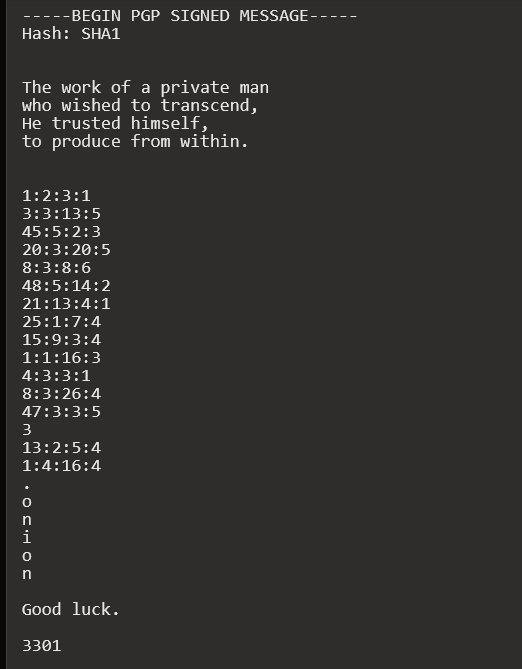 -----BEGIN PGP SIGNED MESSAGE-----
Hash: SHA1
The work of a private man
who wished to transcend,
He trusted himself,
to produce from within.
1:2:3:1
3:3:13:5
45:5:2:3
20:3:20:5
8:3:8:6
48:5:14:2
21:13:4:1
25:1:7:4
15:9:3:4
1:1:16:3
4:3:3:1
8:3:26:4
47:3:3:5
3
13:2:5:4
1:4:16:4
.
o
n
i
o
n
Good luck.
3301